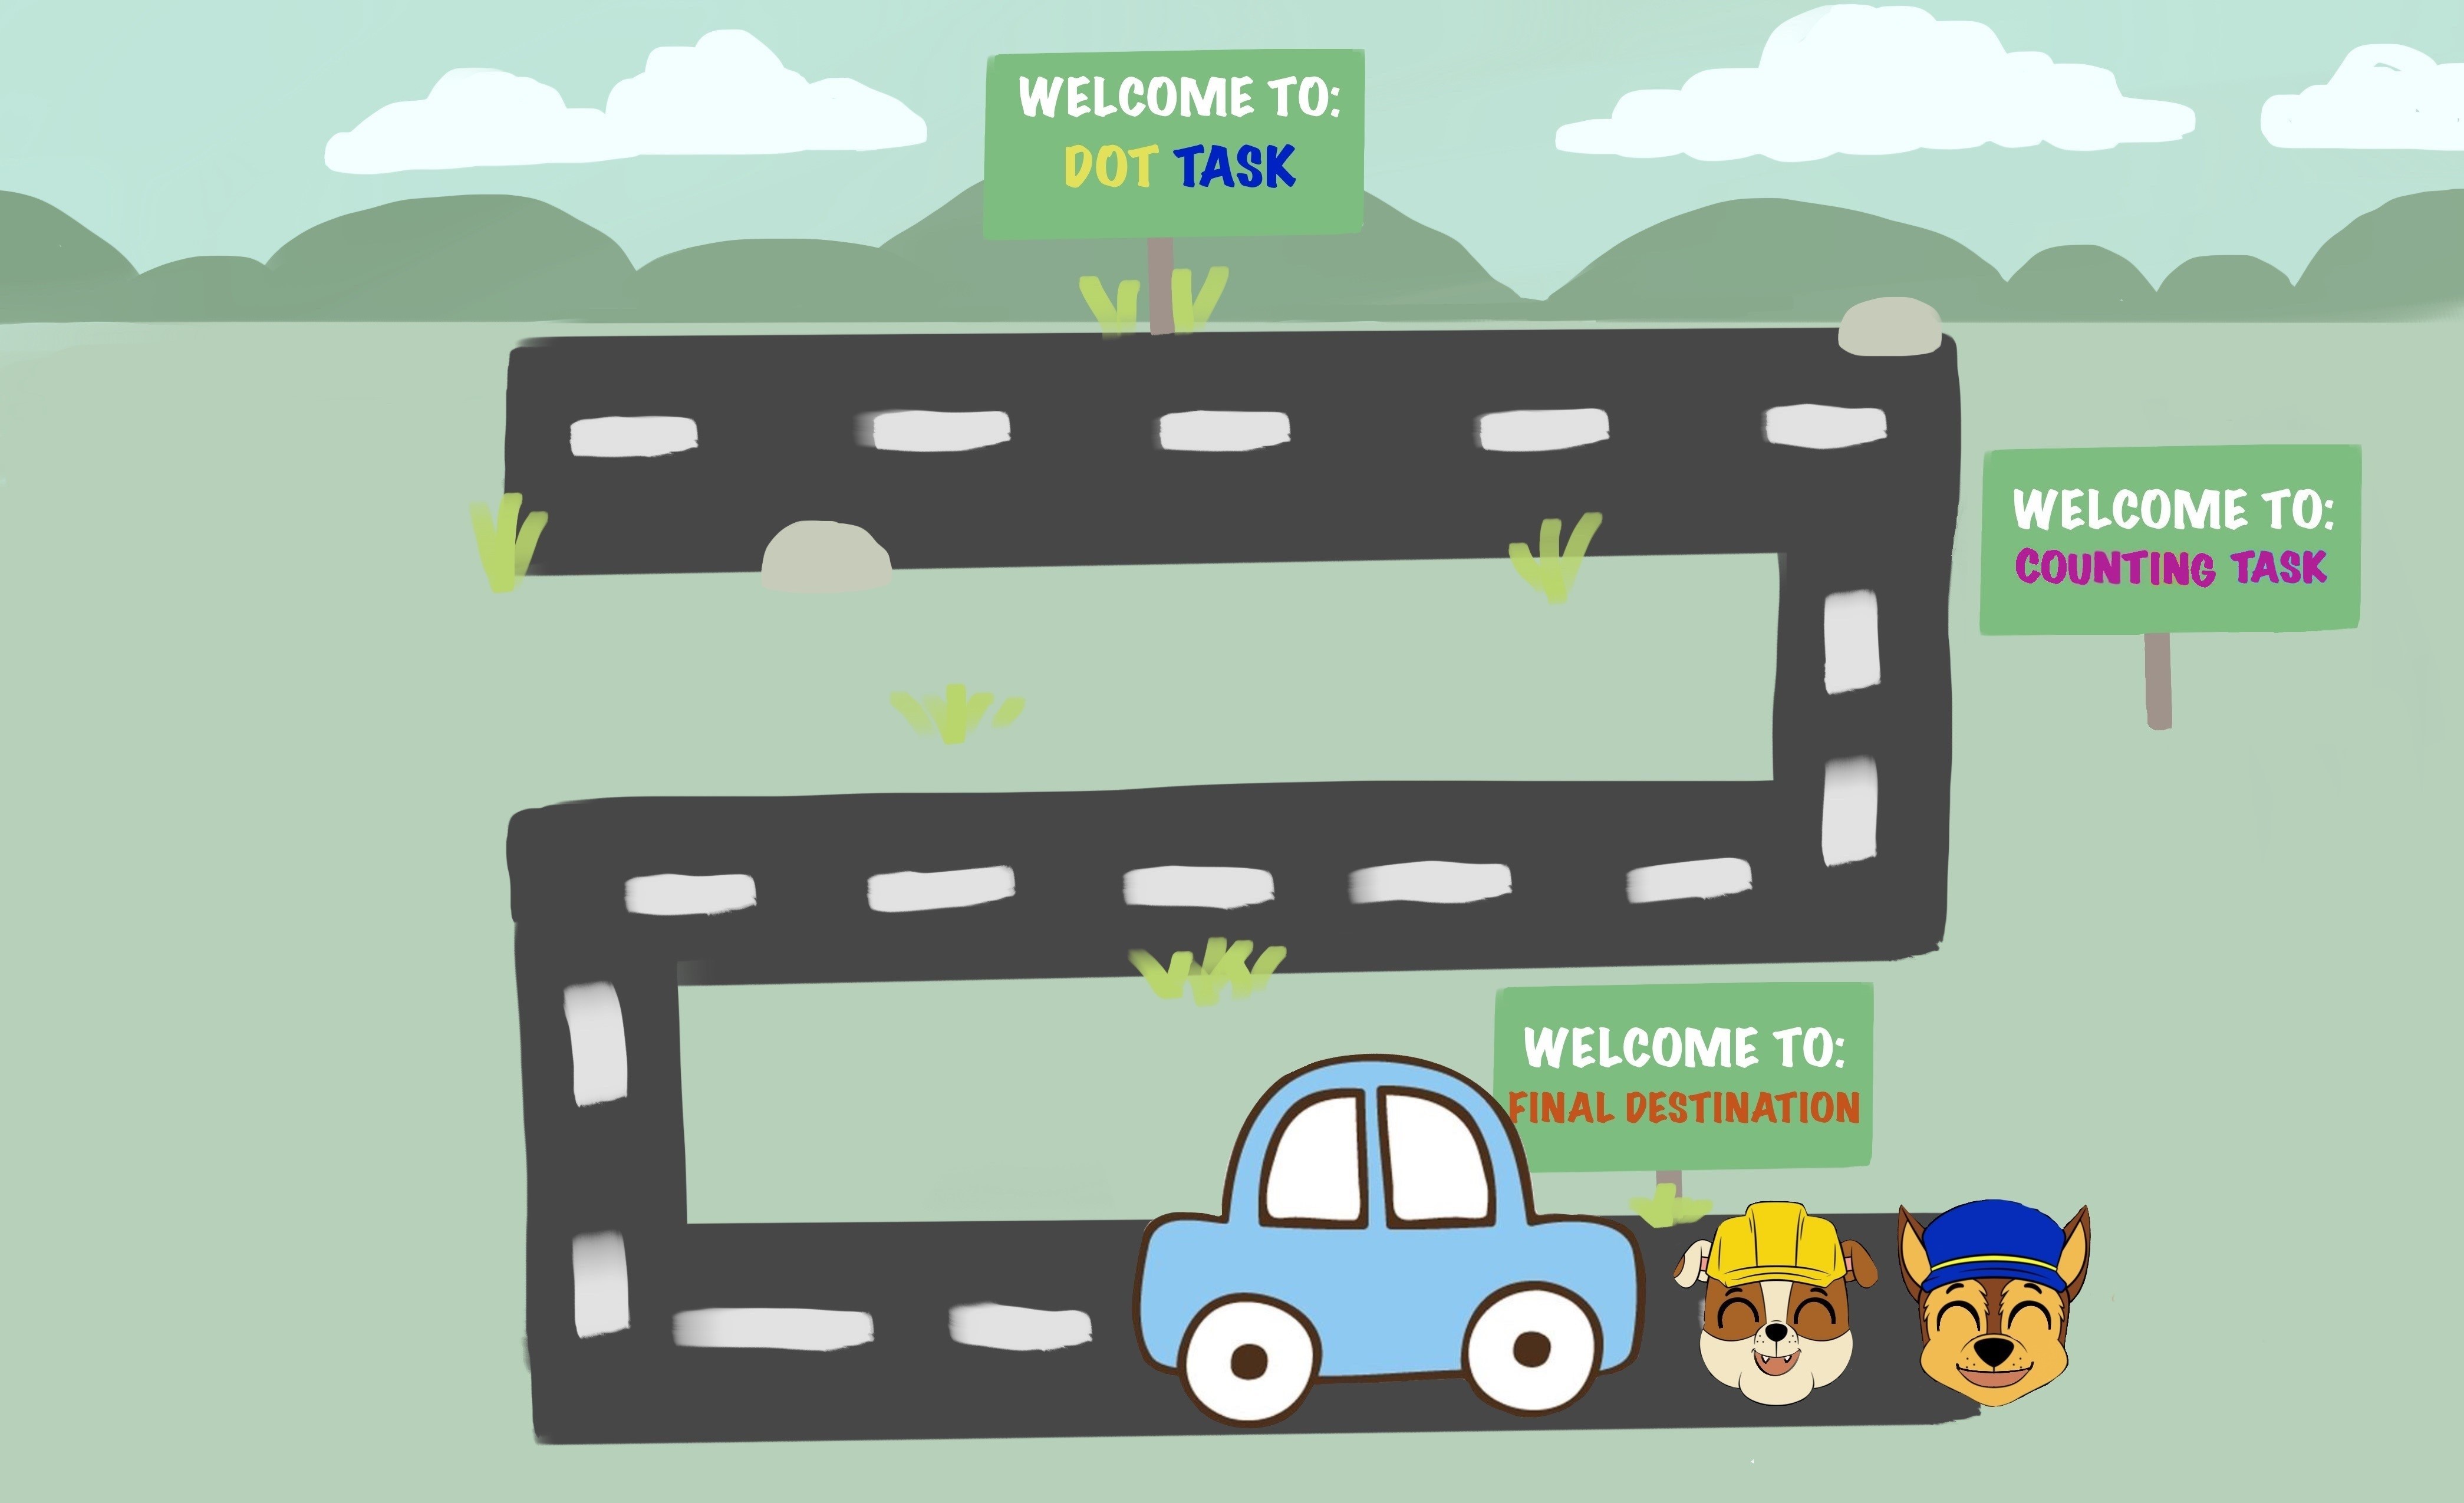 WELCOME TO:
DOT TASK
WELCOME TO:
COUNTING TASK
WELCOME TO:
FINAL DESTINATION